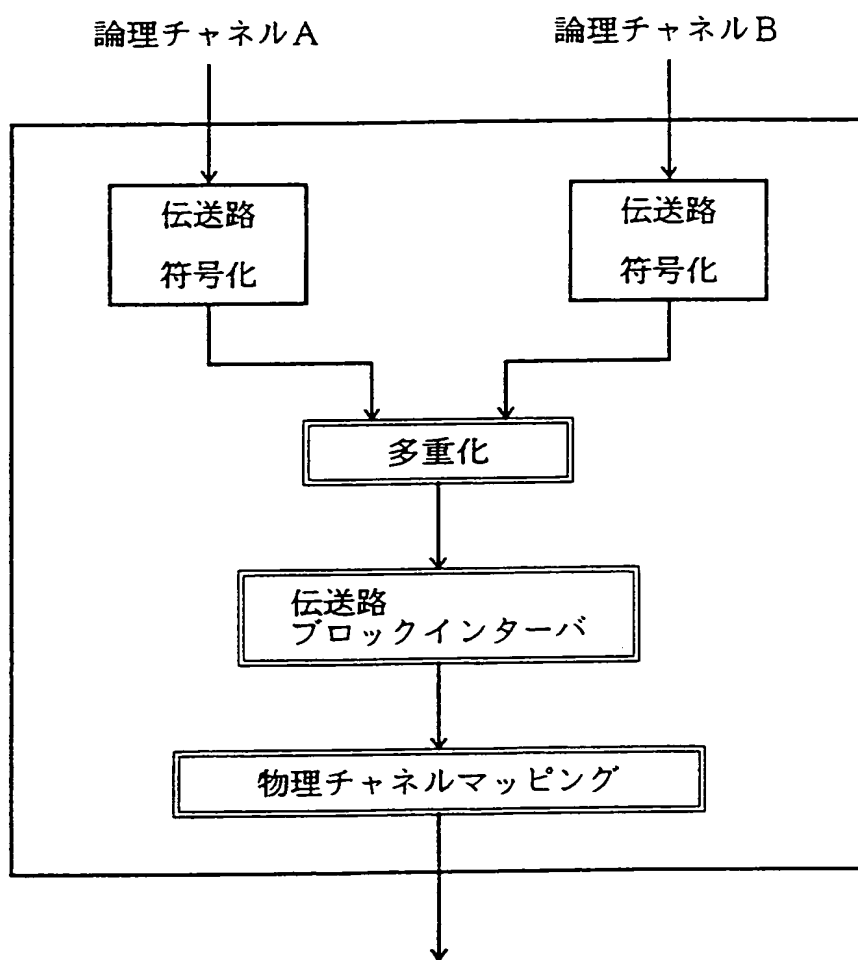 論理チャネルA
論理チャネルB
伝送路
符号化
伝送路
符号化
多重化
伝送路
ブロックインターバ
物理チャネルマッピング